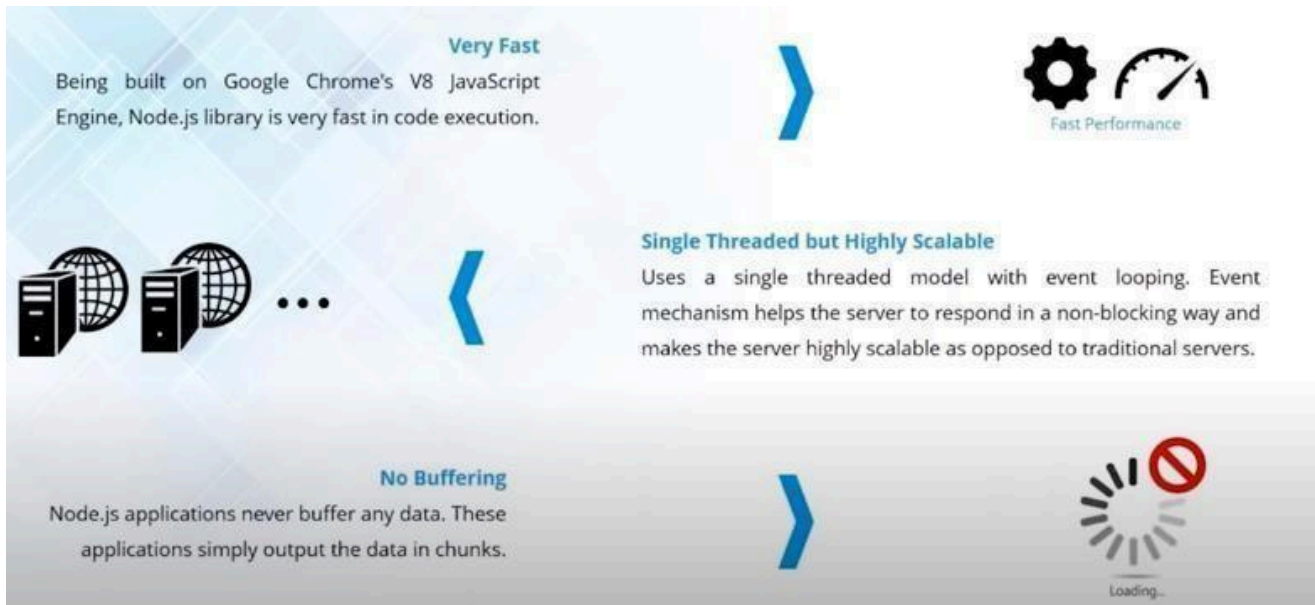 Very Fast
Being built on Google Chrome's V8 JavaScript
Engine, Node.js library is very fast in code execution.
Fast Performance
Single Threaded but Highly Scalable
Uses a single threaded model with event looping. Event
mechanism helps the server to respond in a non-blocking way and
makes the server highly scalable as opposed to traditional servers.
No Buffering
Node.js applications never buffer any data. These
applications simply output the data in chunks.
Loading...